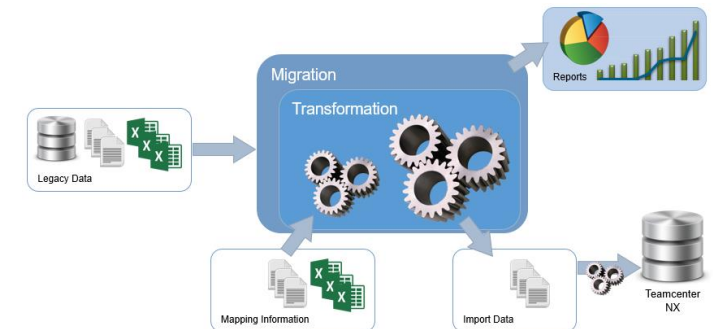 Migration
Reports
Transformation
Legacy Data
Mapping Information
Import Data
Teamcenter
NX